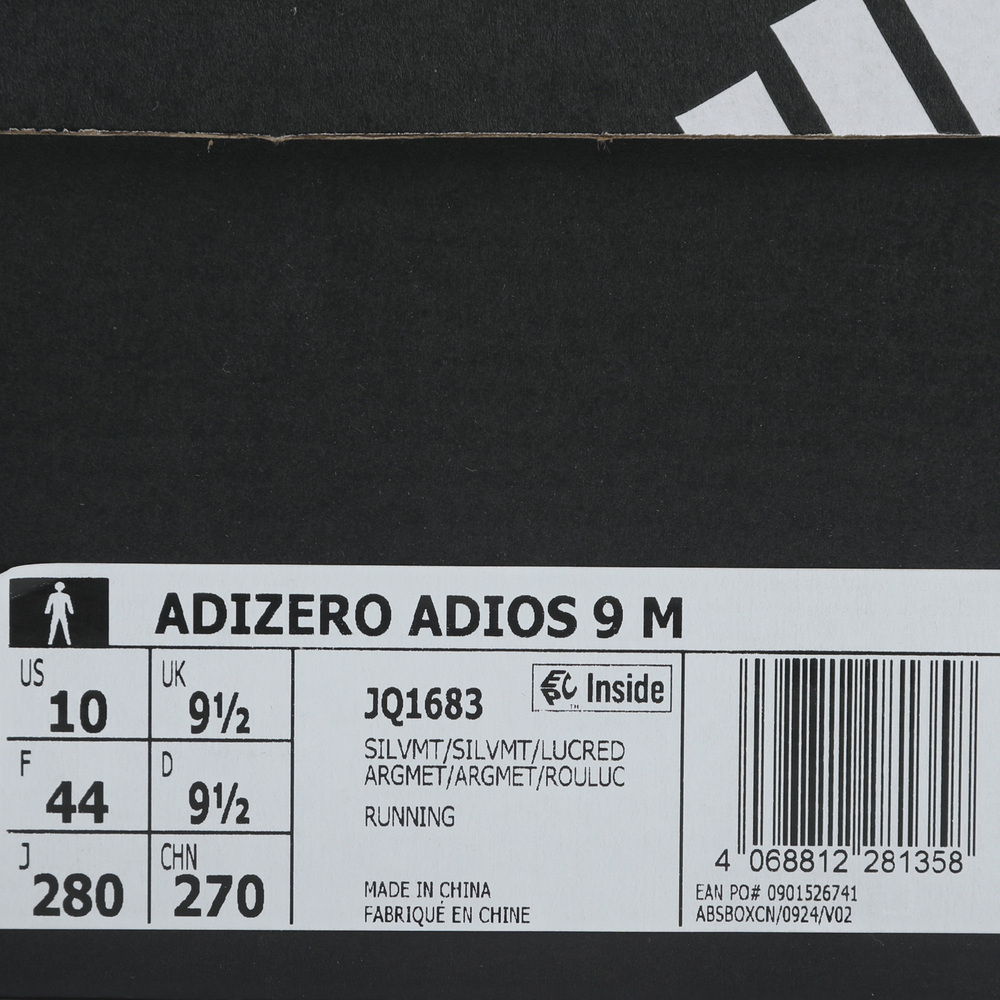 ADIZERO ADIOS 9 M
US 10
UK 9½
F 44
D 9½
J 280
CHN 270
JQ1683
EPC Inside
TM
SILVMT/SILVMT/LUCRED
ARGMET/ARGMET/ROULUC
RUNNING
MADE IN CHINA
FABRIQUÉ EN CHINE
4 068812 281358
EAN PO# 0901526741
ABSBOXCN/0924/V02